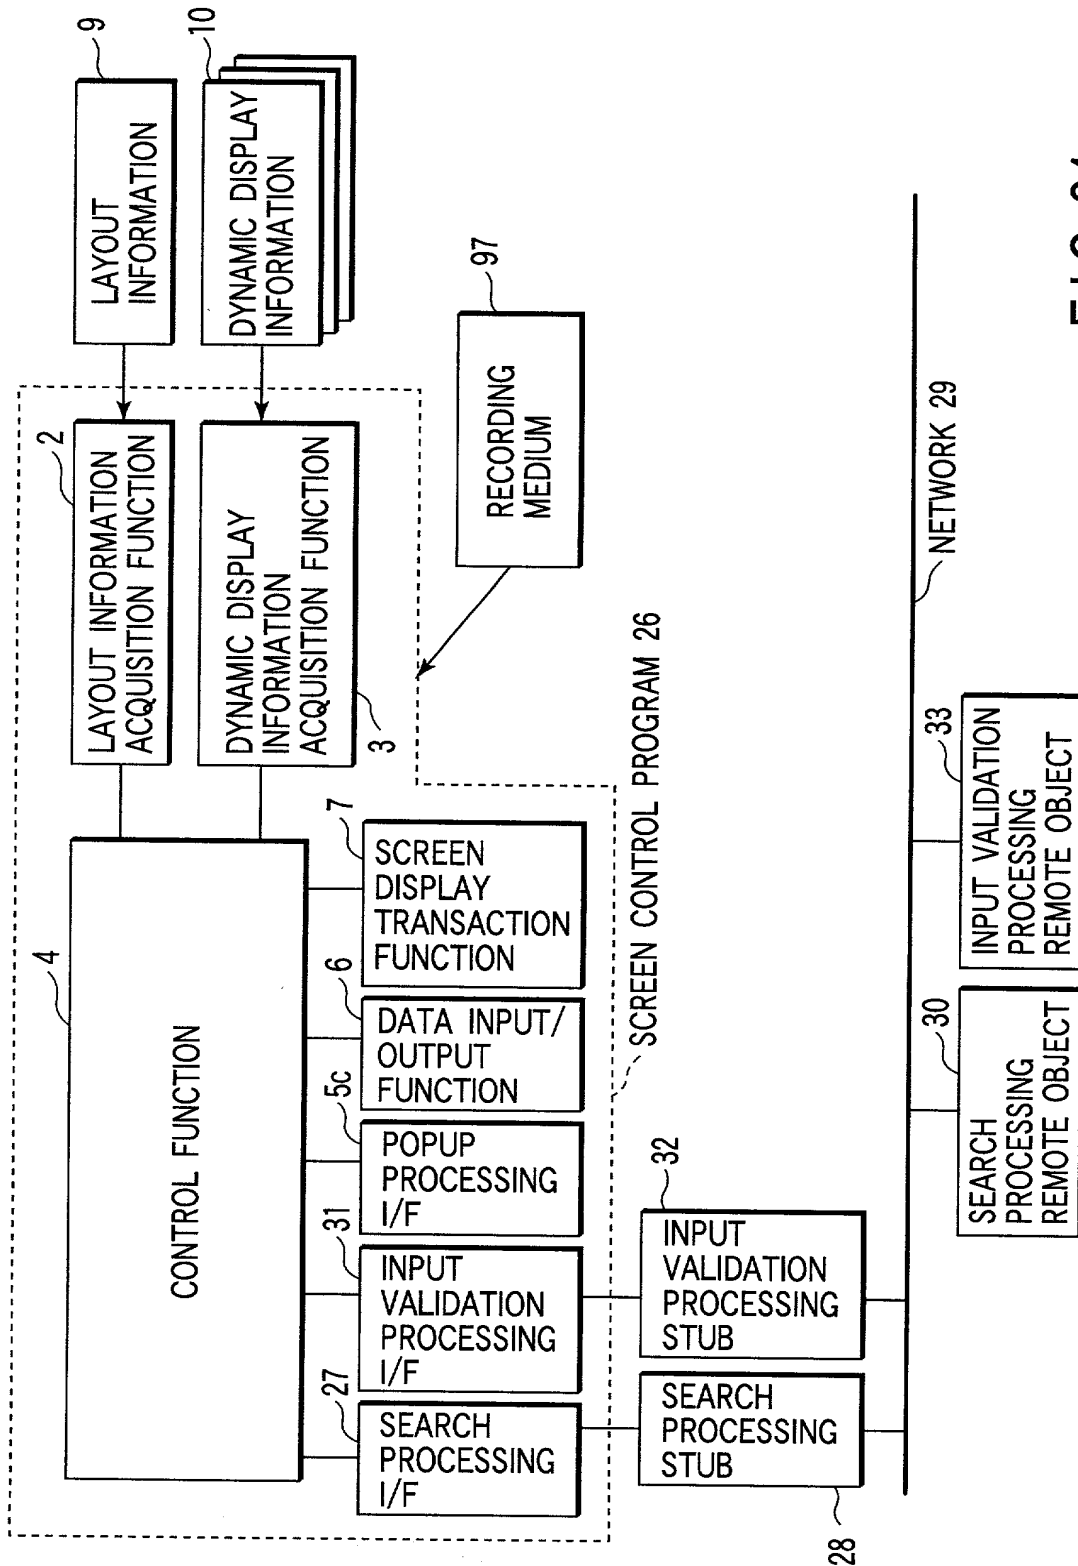 9
LAYOUT
INFORMATION
10
DYNAMIC DISPLAY
INFORMATION
2
LAYOUT INFORMATION
ACQUISITION FUNCTION
DYNAMIC DISPLAY
INFORMATION
ACQUISITION FUNCTION
3
97
RECORDING
MEDIUM
4
CONTROL FUNCTION
7
SCREEN
DISPLAY
TRANSACTION
FUNCTION
6
DATA INPUT/
OUTPUT
FUNCTION
5c
POPUP
PROCESSING
I/F
31
INPUT
VALIDATION
PROCESSING
I/F
27
SEARCH
PROCESSING
I/F
SCREEN CONTROL PROGRAM 26
32
INPUT
VALIDATION
PROCESSING
STUB
SEARCH
PROCESSING
STUB
28
NETWORK 29
33
INPUT VALIDATION
PROCESSING
REMOTE OBJECT
30
SEARCH
PROCESSING
REMOTE OBJECT